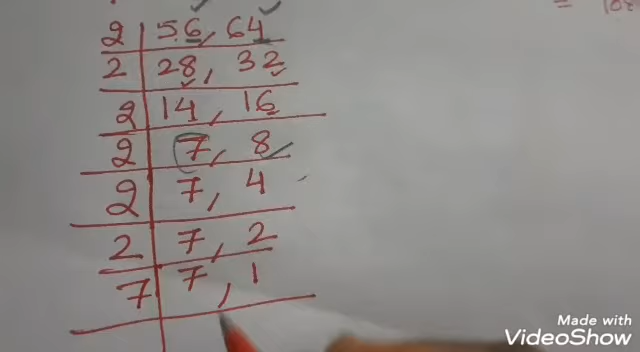 2 | 56, 64
2 | 28, 32
2 | 14, 16
2 | 7, 8
2 | 7, 4
2 | 7, 2
7 | 7, 1
Made with
VideoShow